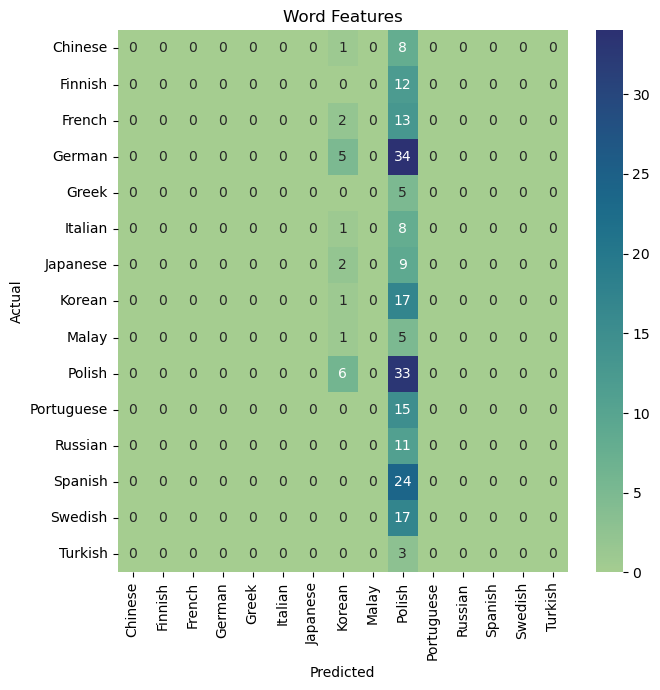 Word Features
Chinese 0 0 0 0 0 0 0 1 0 8 0 0 0 0 0
Finnish 0 0 0 0 0 0 0 0 0 12 0 0 0 0 0
French 0 0 0 0 0 0 0 2 0 13 0 0 0 0 0
German 0 0 0 0 0 0 0 5 0 34 0 0 0 0 0
Greek 0 0 0 0 0 0 0 0 0 5 0 0 0 0 0
Italian 0 0 0 0 0 0 0 1 0 8 0 0 0 0 0
Japanese 0 0 0 0 0 0 0 2 0 9 0 0 0 0 0
Korean 0 0 0 0 0 0 0 1 0 17 0 0 0 0 0
Malay 0 0 0 0 0 0 0 1 0 5 0 0 0 0 0
Polish 0 0 0 0 0 0 0 6 0 33 0 0 0 0 0
Portuguese 0 0 0 0 0 0 0 0 0 15 0 0 0 0 0
Russian 0 0 0 0 0 0 0 0 0 11 0 0 0 0 0
Spanish 0 0 0 0 0 0 0 0 0 24 0 0 0 0 0
Swedish 0 0 0 0 0 0 0 0 0 17 0 0 0 0 0
Turkish 0 0 0 0 0 0 0 0 0 3 0 0 0 0 0
Chinese Finnish French German Greek Italian Japanese Korean Malay Polish Portuguese Russian Spanish Swedish Turkish
Predicted
Actual
30
25
20
15
10
5
0